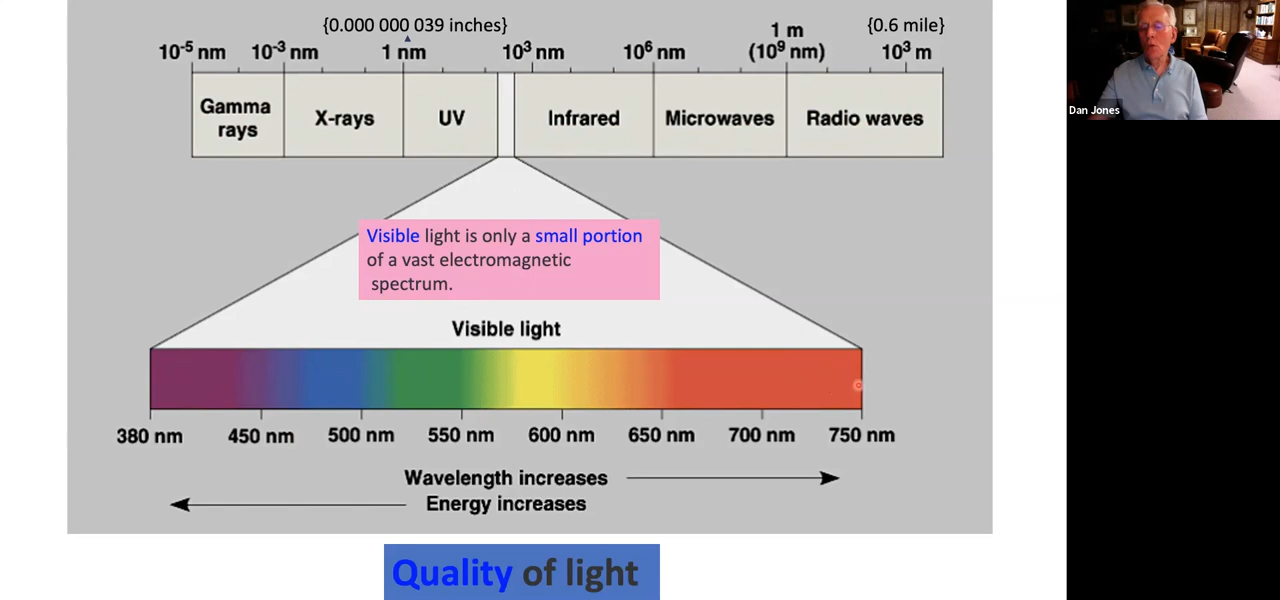 {0.000 000 039 inches}
1 m
{0.6 mile}
10⁻⁵ nm 10⁻³ nm 1 nm 10³ nm 10⁶ nm (10⁹ nm) 10³ m
Gamma
rays
X-rays
UV
Infrared
Microwaves
Radio waves
Dan Jones
Visible light is only a small portion
of a vast electromagnetic
spectrum.
Visible light
380 nm 450 nm 500 nm 550 nm 600 nm 650 nm 700 nm 750 nm
Wavelength increases
Energy increases
Quality of light